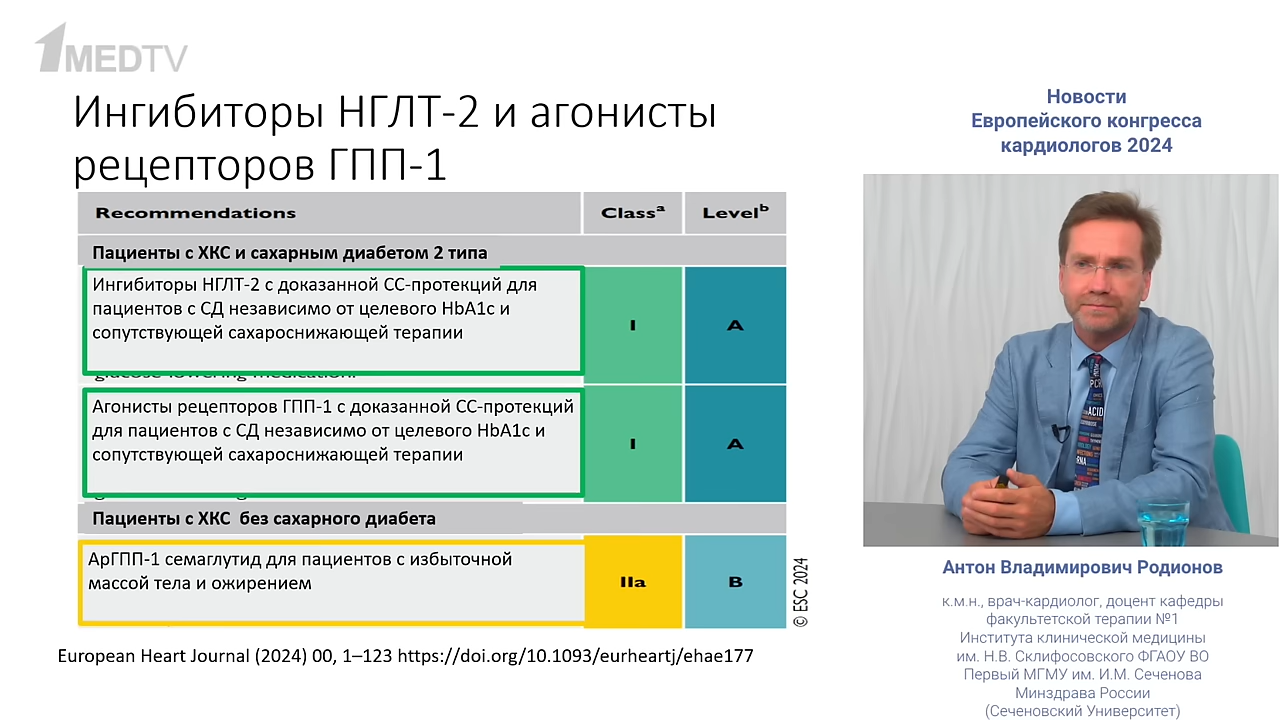 1MEDTV
Ингибиторы НГЛТ-2 и агонисты
рецепторов ГПП-1
Recommendations Classᵃ Levelᵇ
Пациенты с ХКС и сахарным диабетом 2 типа
Ингибиторы НГЛТ-2 с доказанной СС-протекций для
пациентов с СД независимо от целевого HbA1c и
сопутствующей сахароснижающей терапии
I A
glucose-lowering medication.
Агонисты рецепторов ГПП-1 с доказанной СС-протекций
для пациентов с СД независимо от целевого HbA1c и
сопутствующей сахароснижающей терапии
I A
Пациенты с ХКС без сахарного диабета
АрГПП-1 семаглутид для пациентов с избыточной
массой тела и ожирением
IIa B
© ESC 2024
European Heart Journal (2024) 00, 1–123 https://doi.org/10.1093/eurheartj/ehae177
Новости
Европейского конгресса
кардиологов 2024
ACID
Антон Владимирович Родионов
к.м.н., врач-кардиолог, доцент кафедры
факультетской терапии №1
Института клинической медицины
им. Н.В. Склифосовского ФГАОУ ВО
Первый МГМУ им. И.М. Сеченова
Минздрава России
(Сеченовский Университет)